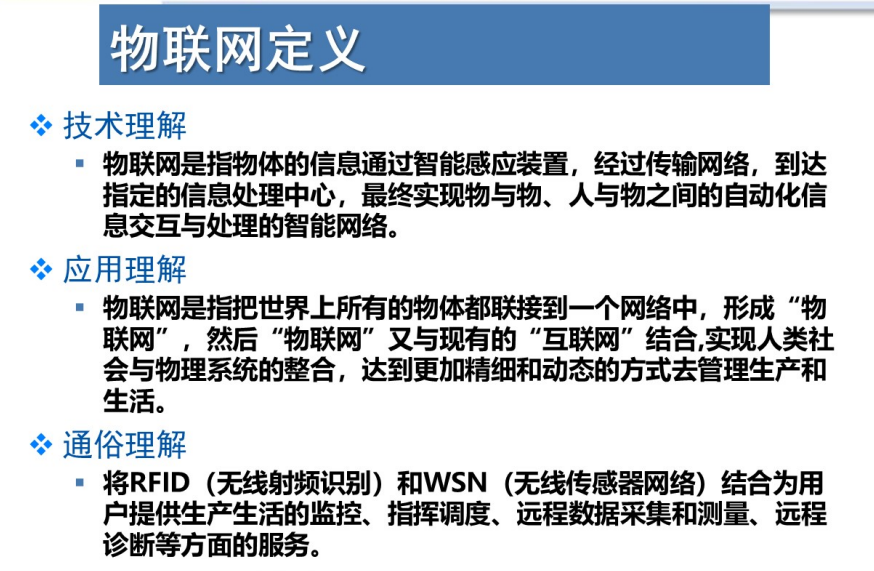 物联网定义
技术理解
物联网是指物体的信息通过智能感应装置，经过传输网络，到达
指定的信息处理中心，最终实现物与物、人与物之间的自动化信
息交互与处理的智能网络。
应用理解
物联网是指把世界上所有的物体都联接到一个网络中，形成“物
联网”，然后“物联网”又与现有的“互联网”结合,实现人类社
会与物理系统的整合，达到更加精细和动态的方式去管理生产和
生活。
通俗理解
将RFID（无线射频识别）和WSN（无线传感器网络）结合为用
户提供生产生活的监控、指挥调度、远程数据采集和测量、远程
诊断等方面的服务。